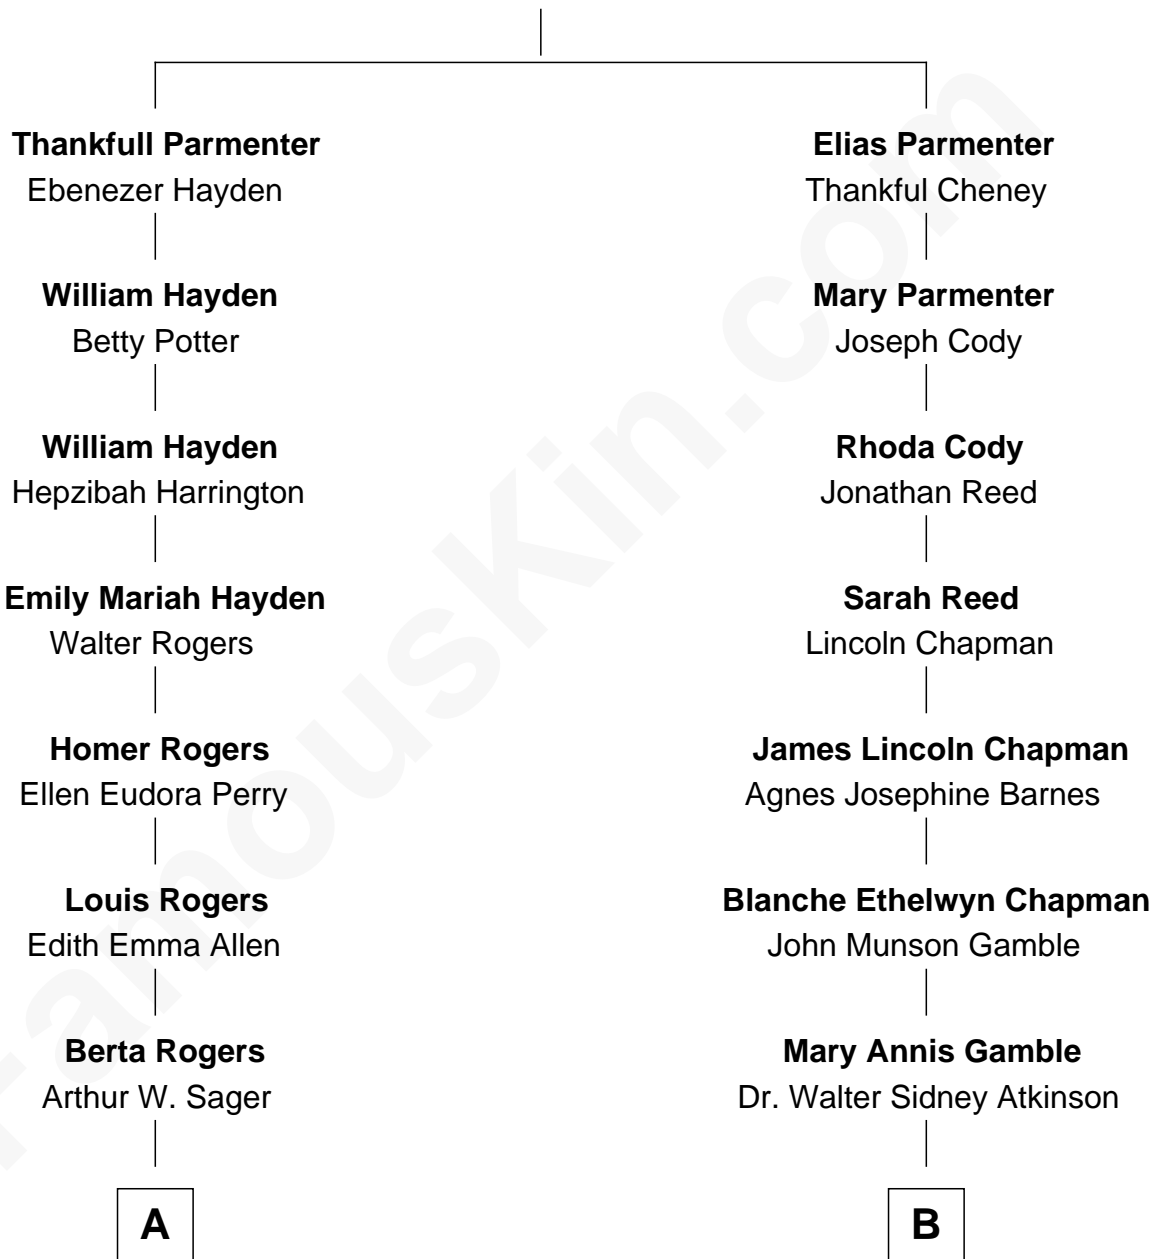 Thankfull Parmenter
Ebenezer Hayden
William Hayden
Betty Potter
William Hayden
Hepzibah Harrington
Emily Mariah Hayden
Walter Rogers
Homer Rogers
Ellen Eudora Perry
Louis Rogers
Edith Emma Allen
Berta Rogers
Arthur W. Sager
A
Elias Parmenter
Thankful Cheney
Mary Parmenter
Joseph Cody
Rhoda Cody
Jonathan Reed
Sarah Reed
Lincoln Chapman
James Lincoln Chapman
Agnes Josephine Barnes
Blanche Ethelwyn Chapman
John Munson Gamble
Mary Annis Gamble
Dr. Walter Sidney Atkinson
B
FamousKin.com